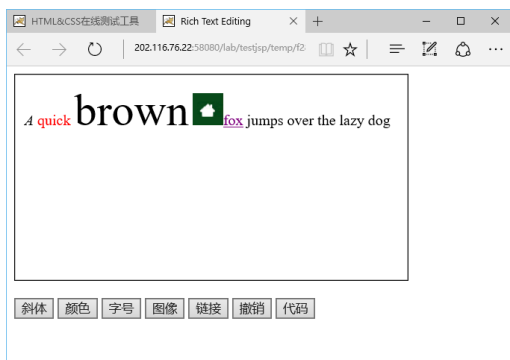 HTML&CSS在线测试工具 Rich Text Editing
202.116.76.22:58080/lab/testjsp/temp/f2
A quick brown fox jumps over the lazy dog
斜体 颜色 字号 图像 链接 撤销 代码